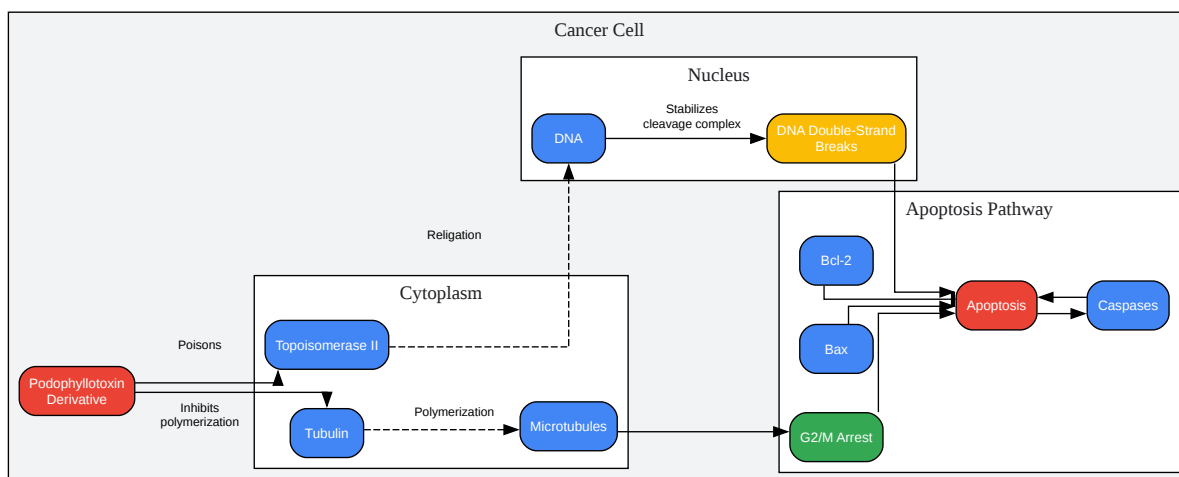 Cancer Cell
Nucleus
DNA
Stabilizes
cleavage complex
DNA Double-Strand
Breaks
Apoptosis Pathway
Bcl-2
Bax
Apoptosis
Caspases
G2/M Arrest
Religation
Cytoplasm
Topoisomerase II
Tubulin
Polymerization
Microtubules
Poisons
Podophyllotoxin
Derivative
Inhibits
polymerization